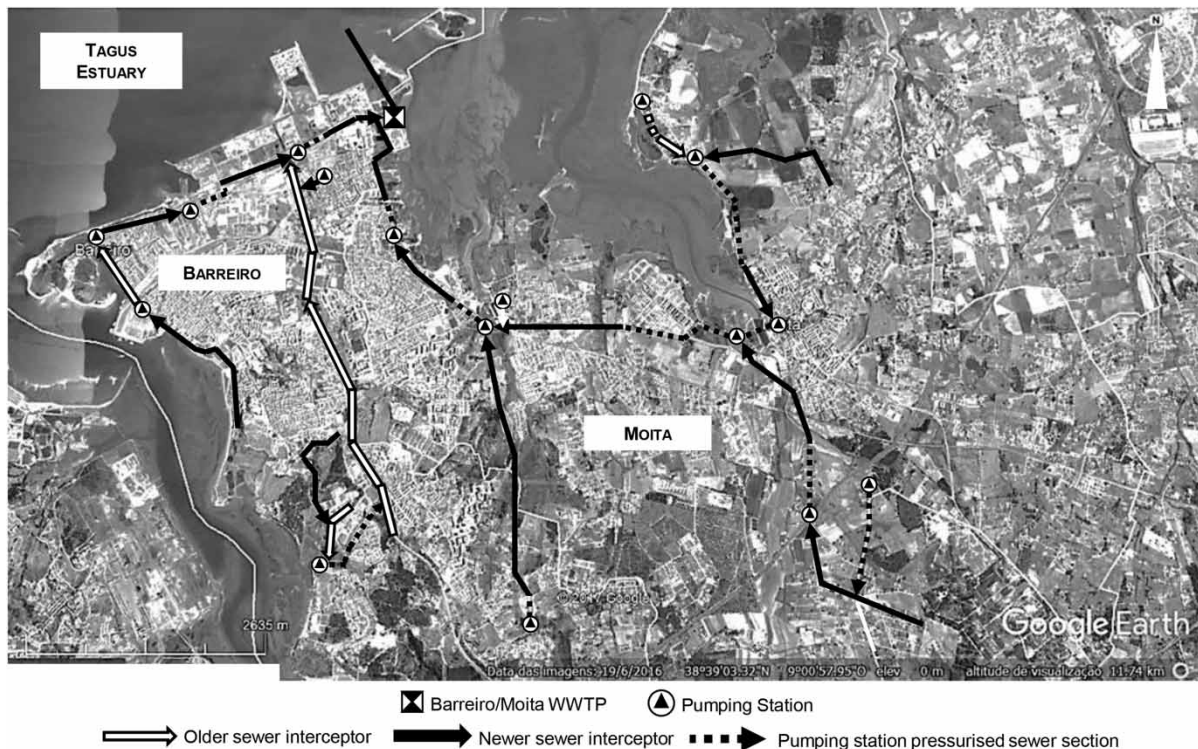 TAGUS
ESTUARY
N
Barreiro
BARREIRO
MOITA
© 2017 Google
Google Earth
2635 m
Data das imagens: 19/6/2016 38°39'03.32"N 9°00'57.95"O elev 0 m altitude de visualização 11.74 km
Barreiro/Moita WWTP
Pumping Station
Older sewer interceptor
Newer sewer interceptor
Pumping station pressurised sewer section